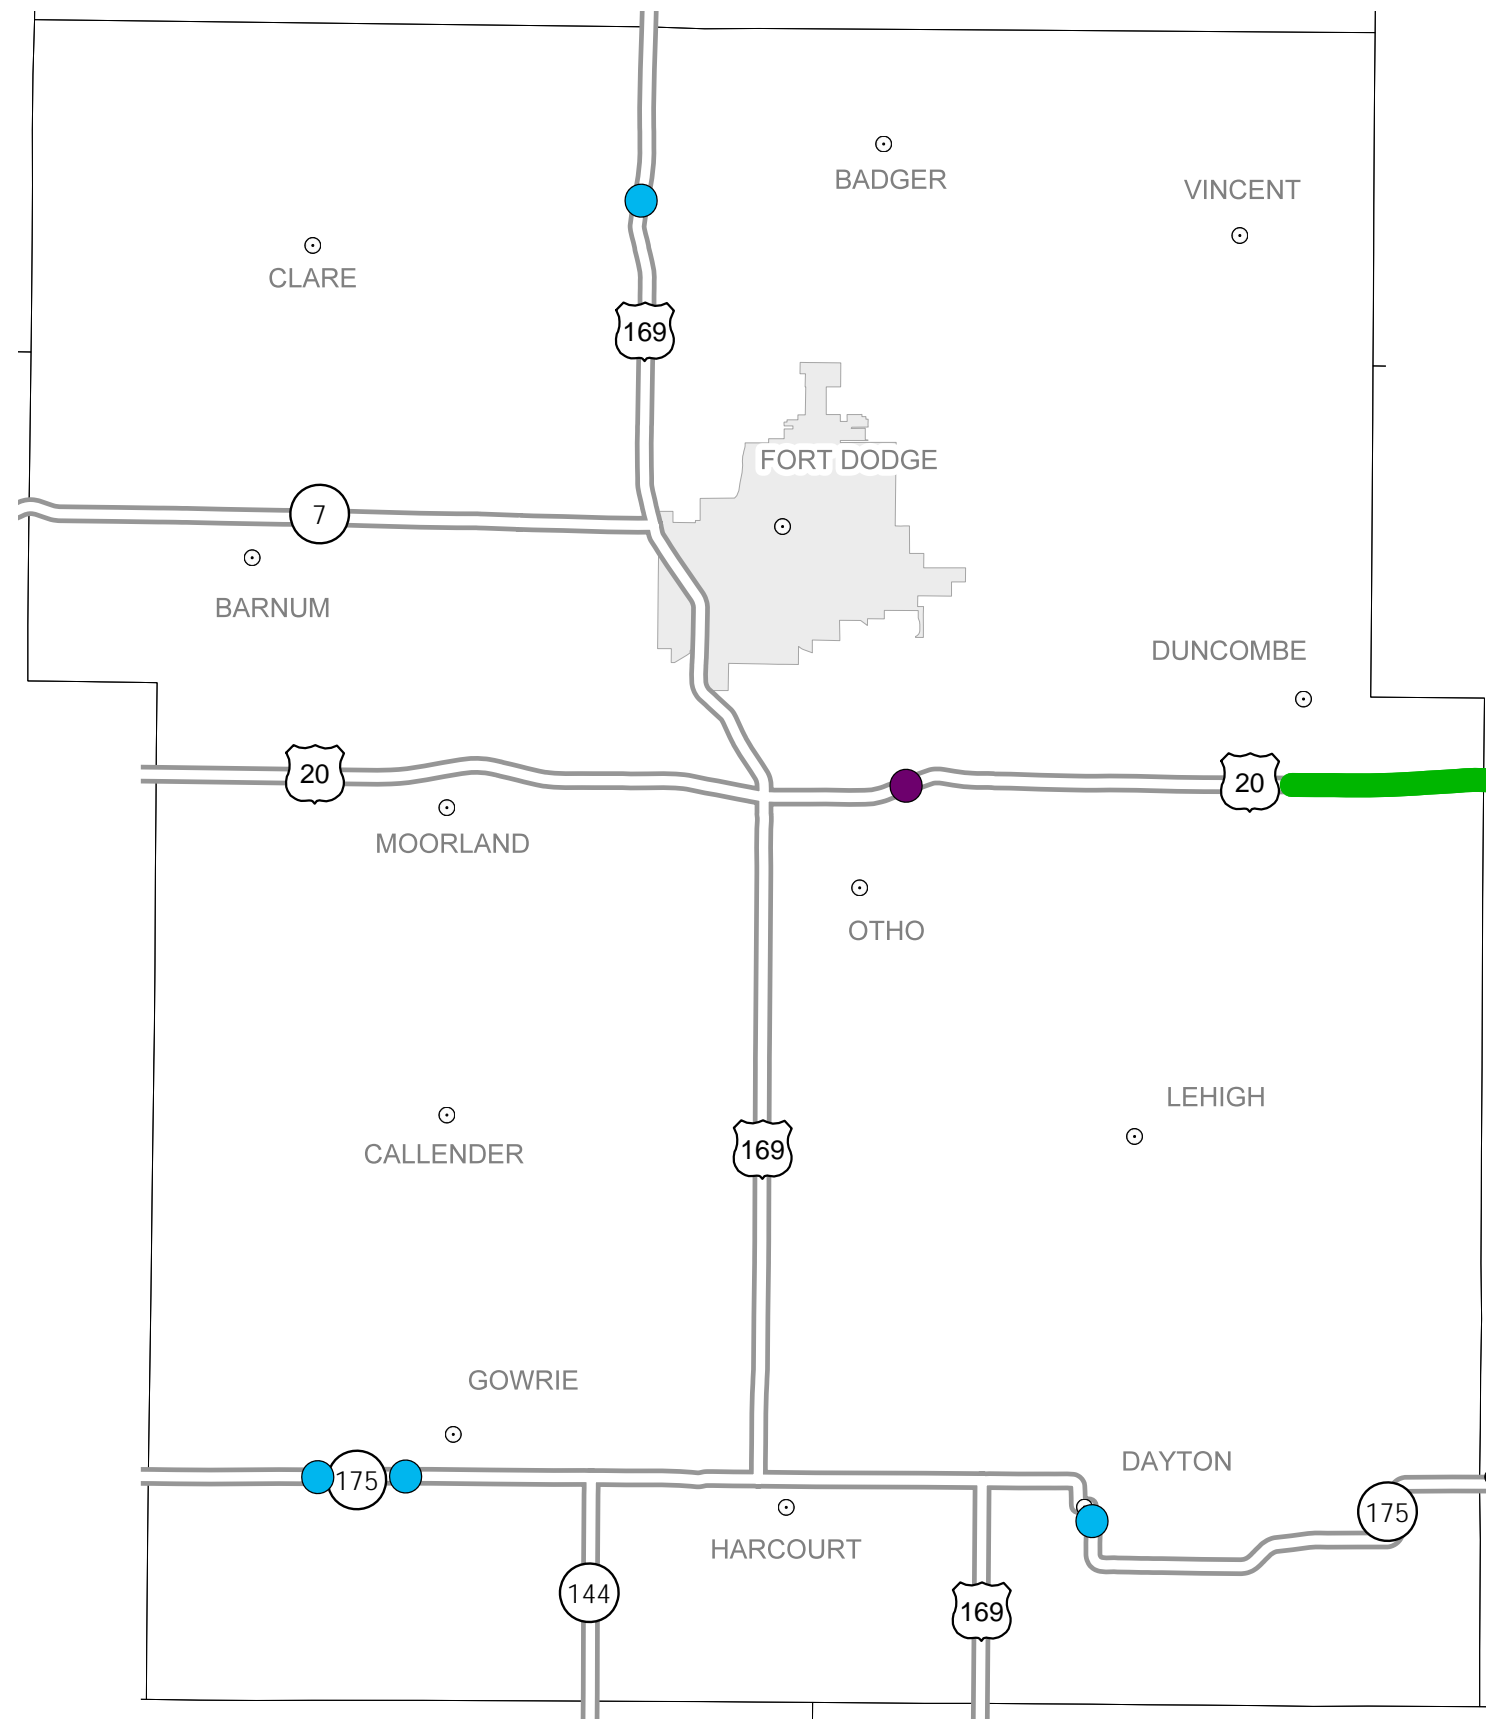 BADGER
VINCENT
CLARE
169
FORT DODGE
7
BARNUM
DUNCOMBE
20
20
MOORLAND
OTHO
LEHIGH
CALLENDER
169
GOWRIE
DAYTON
175
175
HARCOURT
144
169